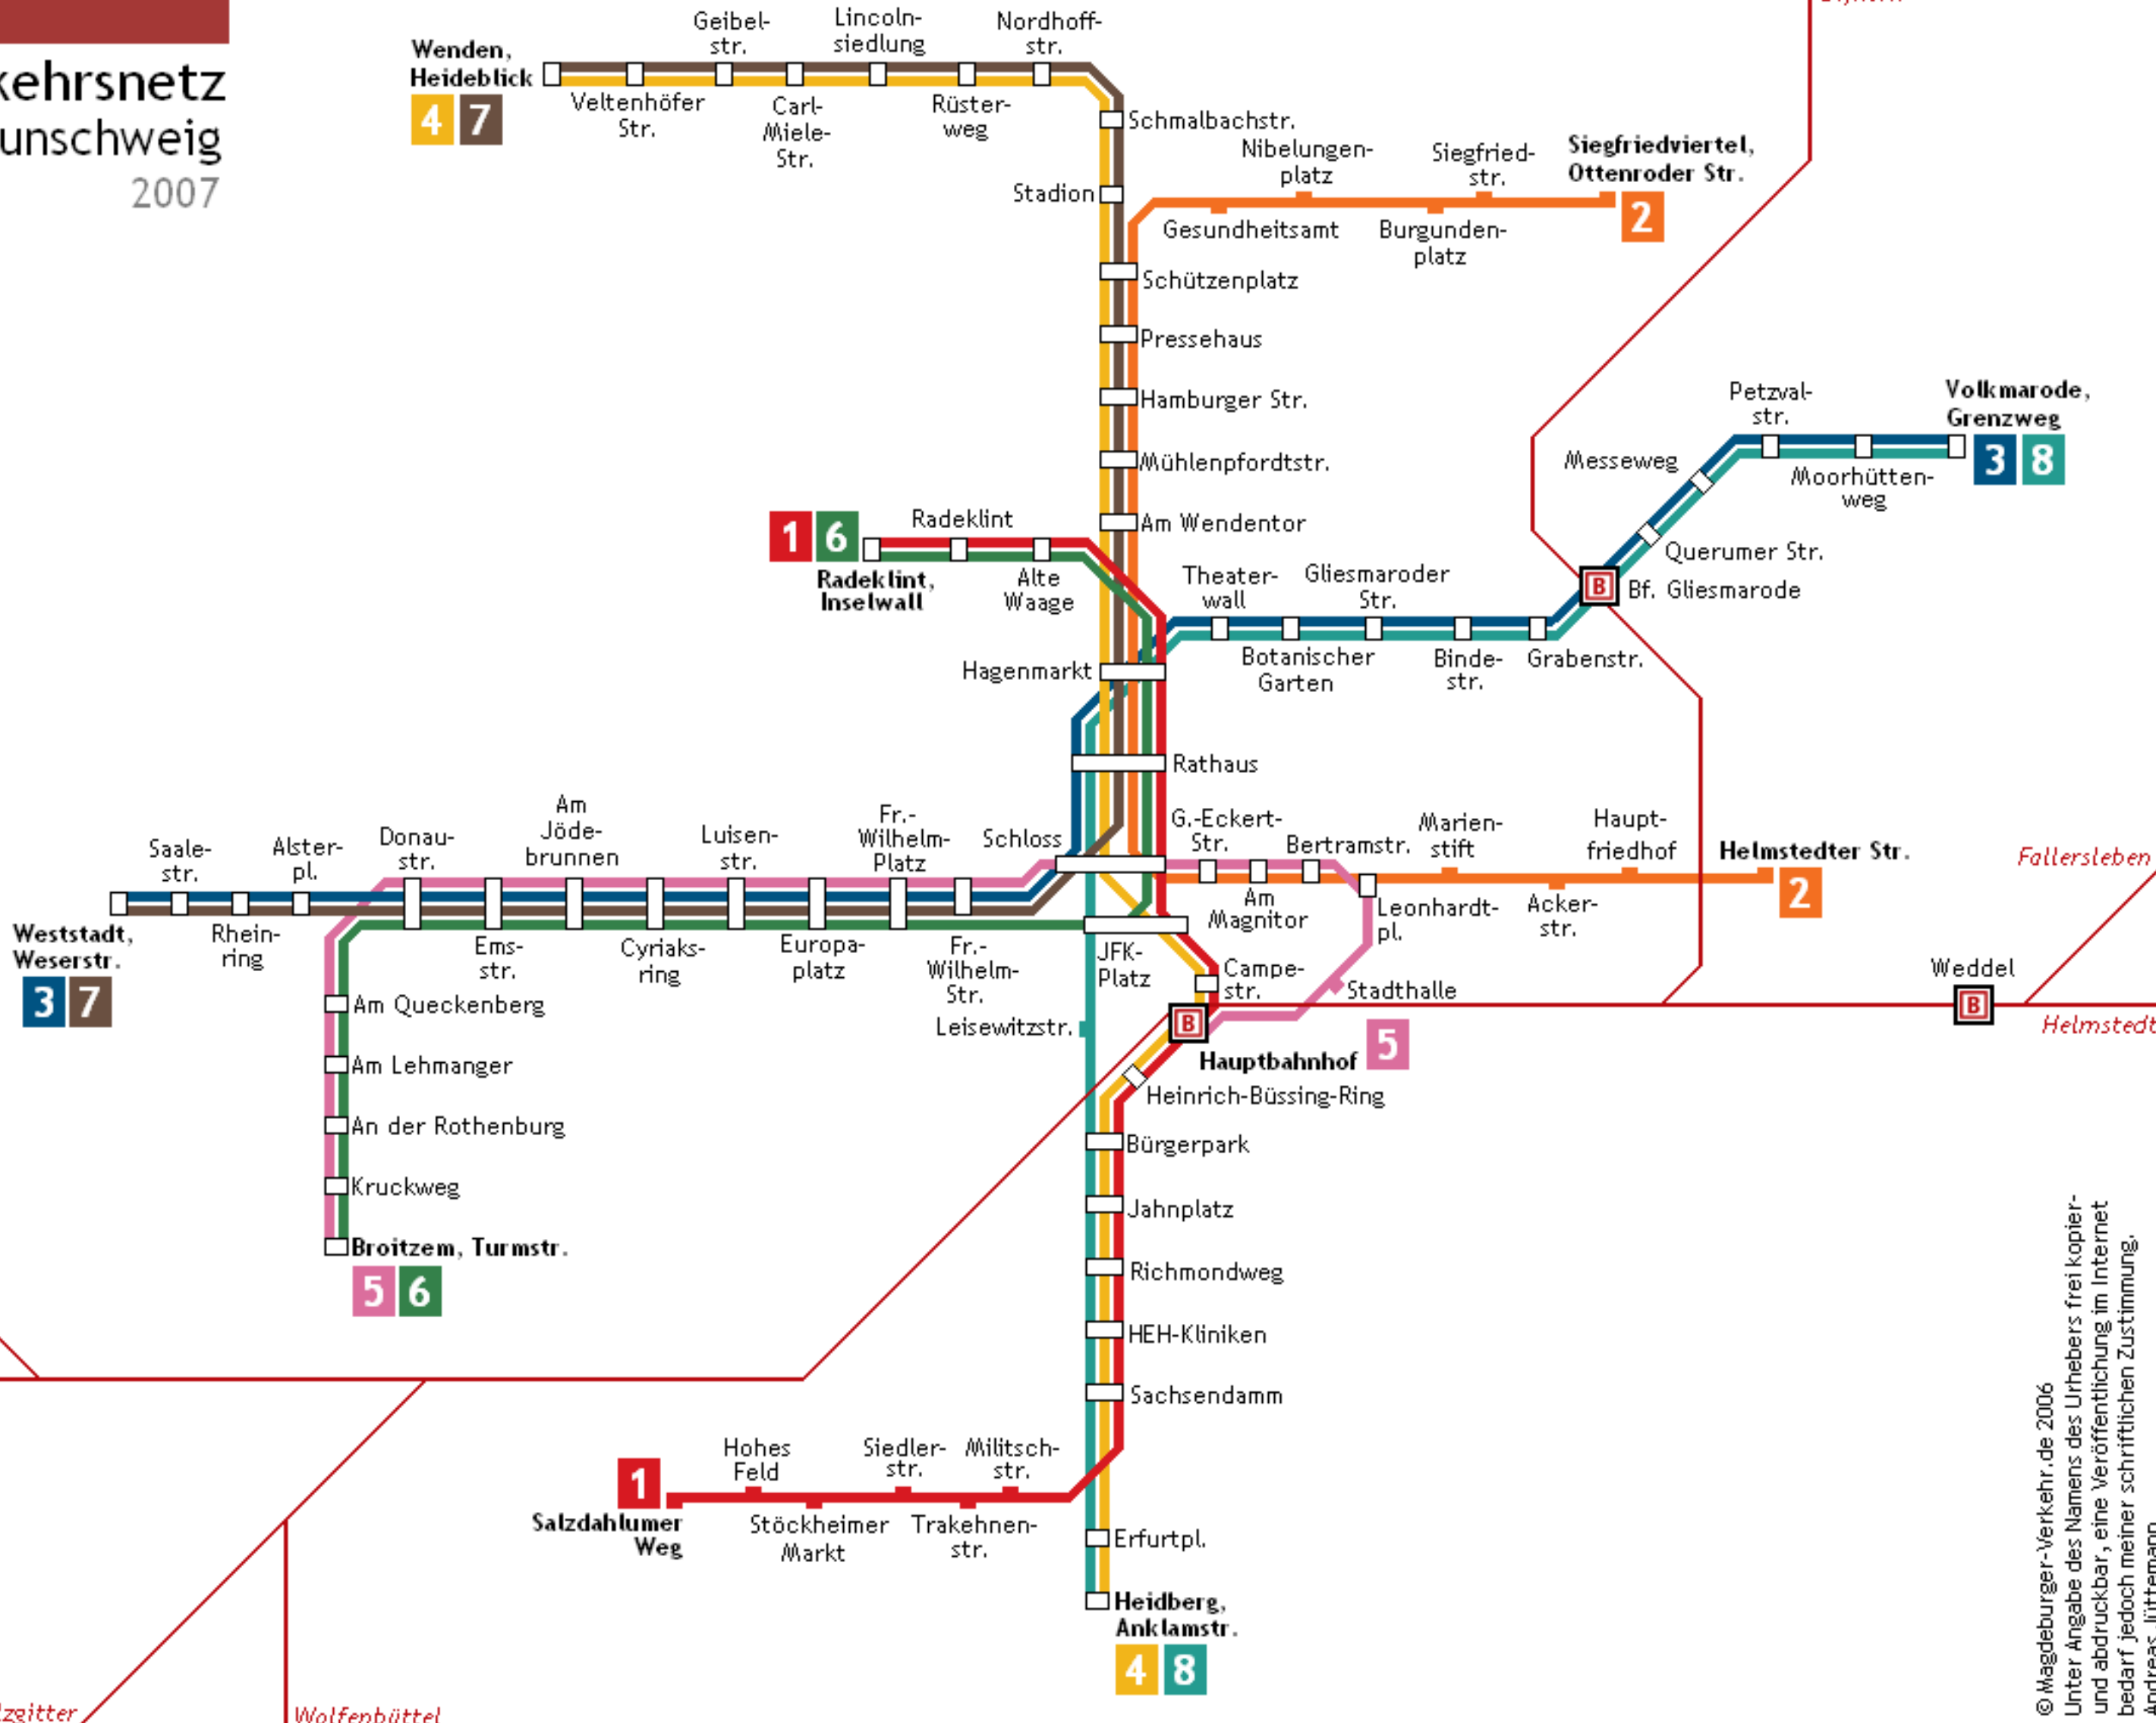 kehrsnetz
unschweig
2007
Wenden,
Heideblick
4 7
Veltenhöfer
Str.
Geibel-
str.
Carl-
Miele-
Str.
Lincoln-
siedlung
Rüster-
weg
Nordhoff-
str.
Schmalbachstr.
Stadion
Nibelungen-
platz
Siegfried-
str.
Siegfriedviertel,
Ottenroder Str.
2
Gesundheitsamt
Burgunden-
platz
Schützenplatz
Pressehaus
Hamburger Str.
Mühlenpfordtstr.
Am Wendentor
Petzval-
str.
Volkmarode,
Grenzweg
3 8
Messeweg
Moorhütten-
weg
Querumer Str.
B
Bf. Gliesmarode
1 6
Radeklint,
Inselwall
Radeklint
Alte
Waage
Theater-
wall
Gliesmaroder
Str.
Botanischer
Garten
Binde-
str.
Grabenstr.
Hagenmarkt
Rathaus
Saale-
str.
Alster-
pl.
Donau-
str.
Am
Jöde-
brunnen
Luisen-
str.
Fr.-
Wilhelm-
Platz
Schloss
G.-Eckert-
Str.
Bertramstr.
Marien-
stift
Haupt-
friedhof
Helmstedter Str.
2
Fallersleben
Weststadt,
Weserstr.
3 7
Rhein-
ring
Ems-
str.
Cyriaks-
ring
Europa-
platz
Fr.-
Wilhelm-
Str.
JFK-
Platz
Am
Magnitor
Leonhardt-
pl.
Acker-
str.
Campe-
str.
Stadthalle
Weddel
B
Helmstedt
Am Queckenberg
Am Lehmanger
An der Rothenburg
Kruckweg
Broitzem, Turmstr.
5 6
Leisewitzstr.
B
Hauptbahnhof
5
Heinrich-Büssing-Ring
Bürgerpark
Jahnplatz
Richmondweg
HEH-Kliniken
Sachsendamm
1
Salzdahlumer
Weg
Hohes
Feld
Stöckheimer
Markt
Siedler-
str.
Trakehnen-
str.
Militsch-
str.
Erfurtpl.
Heidberg,
Anklamstr.
4 8
lzgitter
Wolfenbüttel
© Magdeburger-Verkehr.de 2006
Unter Angabe des Namens des Urhebers frei kopier-
und abdruckbar, eine Veröffentlichung im Internet
bedarf jedoch meiner schriftlichen Zustimmung.
Andreas Jüttemann